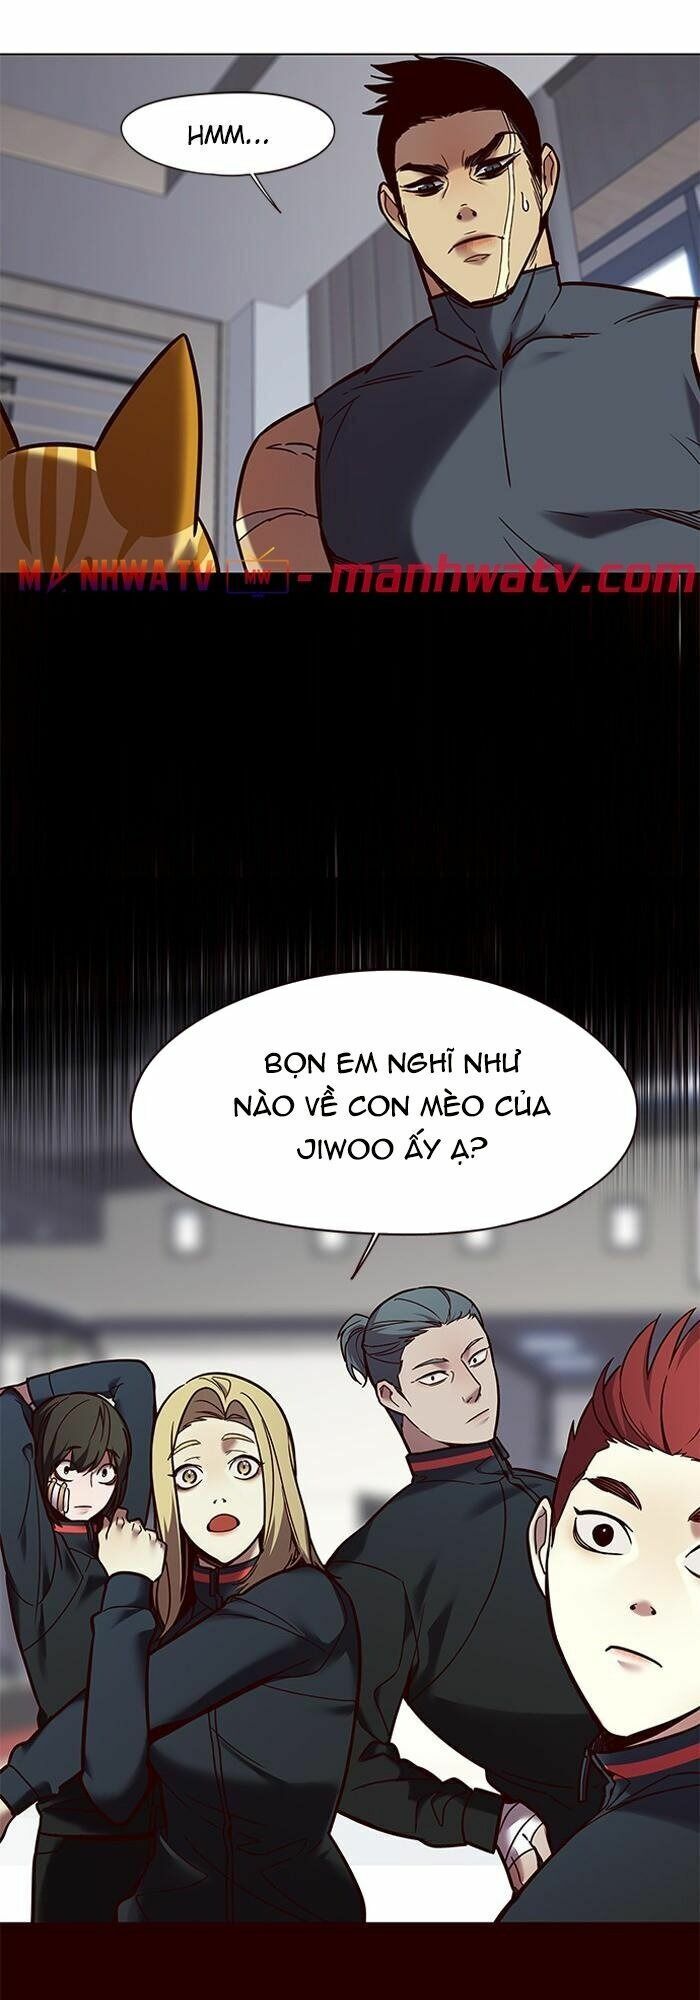 HMM...
MANHWATV MW - manhwatv.com
BỌN EM NGHĨ NHƯ
NÀO VỀ CON MÈO CỦA
JIWOO ẤY Ạ?